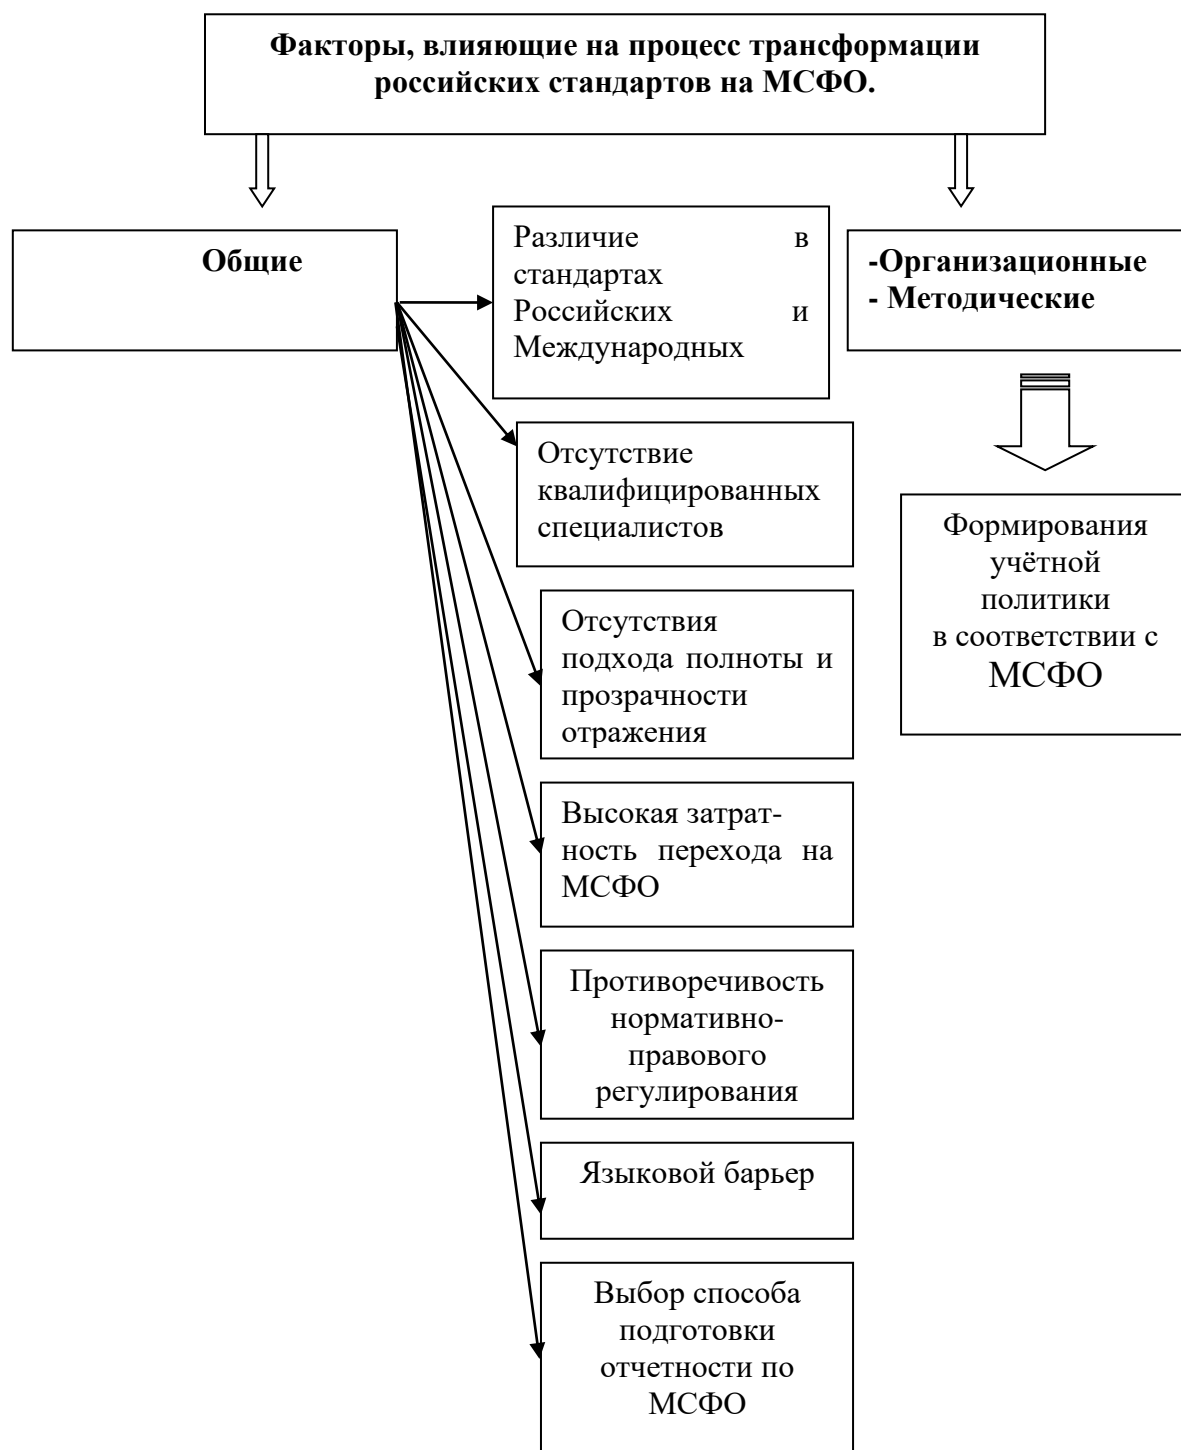 Факторы, влияющие на процесс трансформации
российских стандартов на МСФО.
Общие
Различие в
стандартах
Российских и
Международных
-Организационные
- Методические
Отсутствие
квалифицированных
специалистов
Формирования
учётной
политики
в соответствии с
МСФО
Отсутствия
подхода полноты и
прозрачности
отражения
Высокая затрат-
ность перехода на
МСФО
Противоречивость
нормативно-
правового
регулирования
Языковой барьер
Выбор способа
подготовки
отчетности по
МСФО